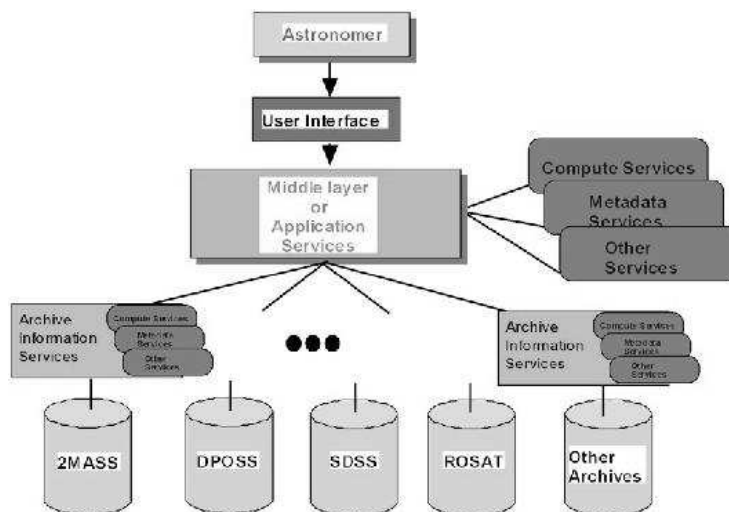 Astronomer
User Interface
Middle layer
or
Application
Services
Compute Services
Metadata
Services
Other
Services
Archive
Information
Services
Compute Services
Metadata
Services
Other
Services
Archive
Information
Services
Compute Services
Metadata
Services
Other
Services
2MASS
DPOSS
SDSS
ROSAT
Other
Archives